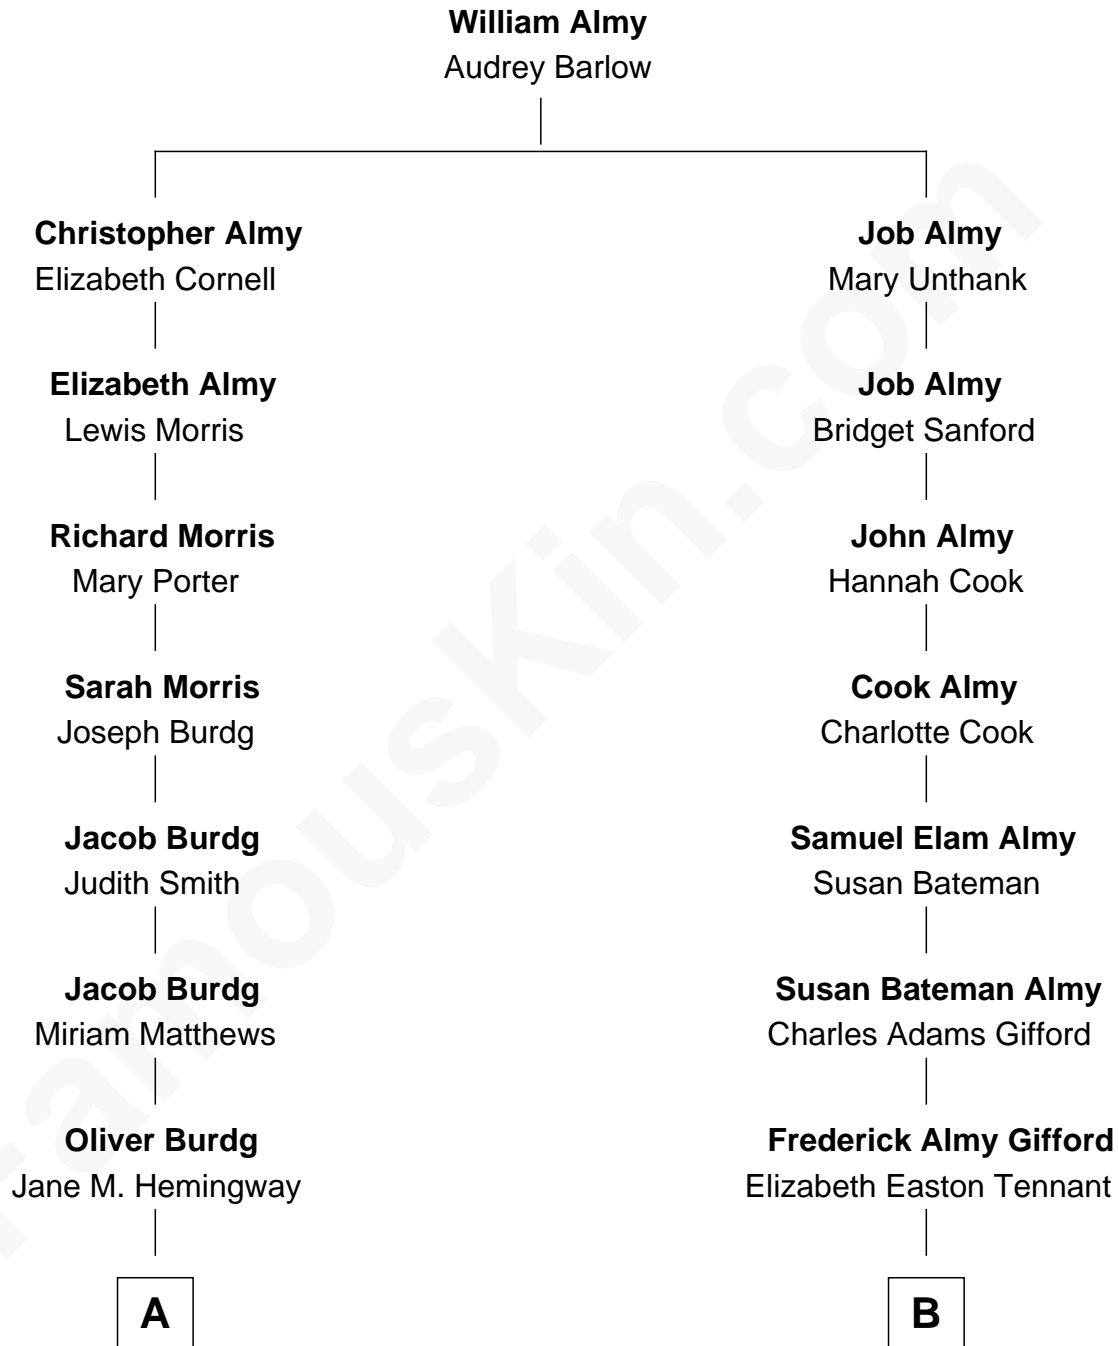 William Almy
Audrey Barlow
Christopher Almy
Elizabeth Cornell
Job Almy
Mary Unthank
Elizabeth Almy
Lewis Morris
Job Almy
Bridget Sanford
Richard Morris
Mary Porter
John Almy
Hannah Cook
Sarah Morris
Joseph Burdg
Cook Almy
Charlotte Cook
Jacob Burdg
Judith Smith
Samuel Elam Almy
Susan Bateman
Jacob Burdg
Miriam Matthews
Susan Bateman Almy
Charles Adams Gifford
Oliver Burdg
Jane M. Hemingway
Frederick Almy Gifford
Elizabeth Easton Tennant
A
B
FamousKin.com